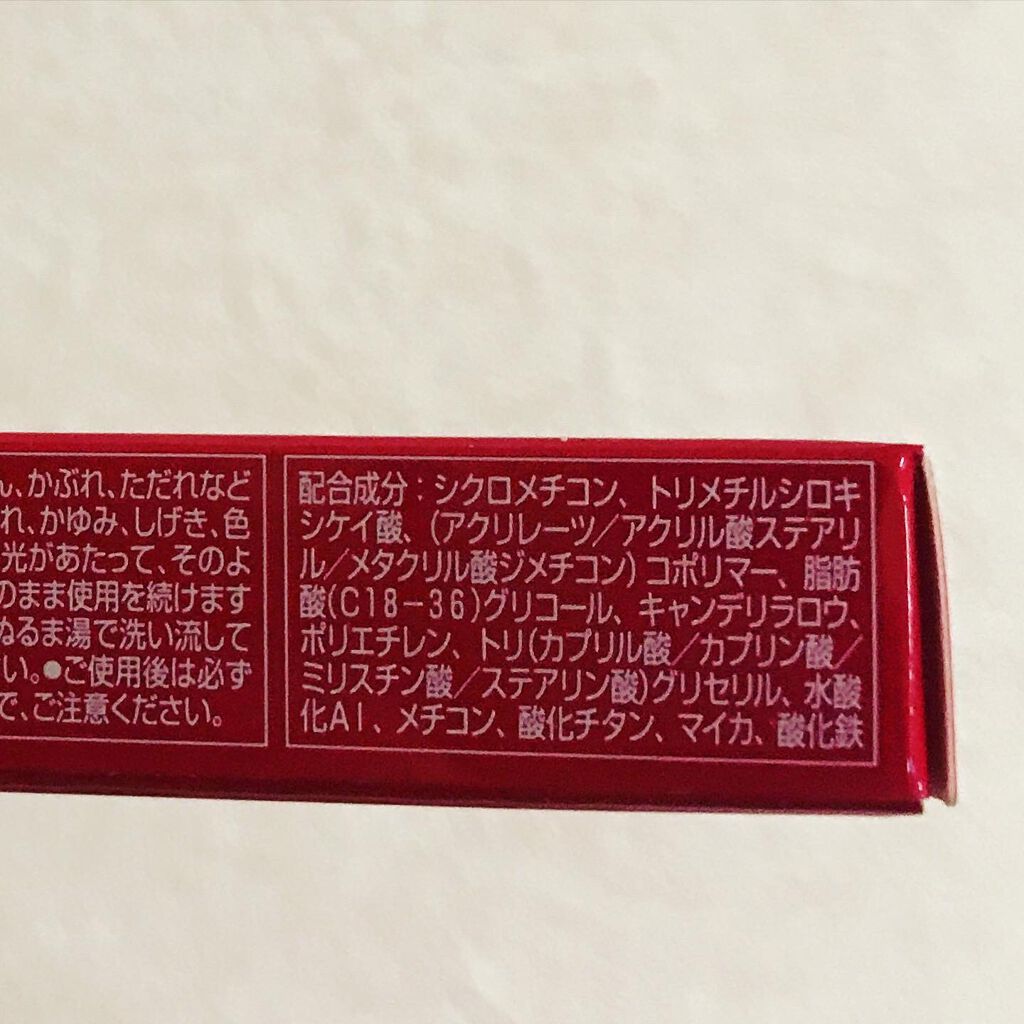 ん、かぶれ、ただれなど
れ、かゆみ、しげき、色
光があたって、そのよ
のまま使用を続けます
ぬるま湯で洗い流して
い。●ご使用後は必ず
で、ご注意ください。
配合成分：シクロメチコン、トリメチルシロキ
シケイ酸、（アクリレーツ／アクリル酸ステアリ
ル／メタクリル酸ジメチコン）コポリマー、脂肪
酸(C18－36)グリコール、キャンデリラロウ、
ポリエチレン、トリ(カプリル酸／カプリン酸／
ミリスチン酸／ステアリン酸)グリセリル、水酸
化Al、メチコン、酸化チタン、マイカ、酸化鉄